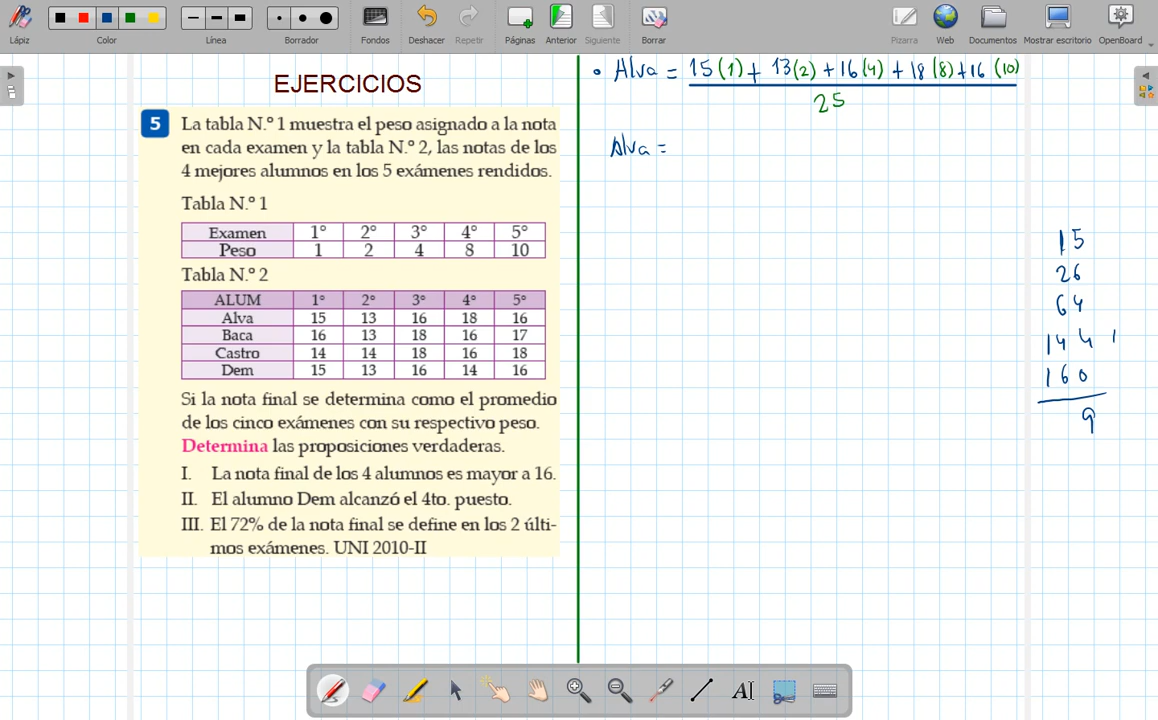 Lápiz Color Línea Borrador Fondos Deshacer Repetir Páginas Anterior Siguiente Borrar Pizarra Web Documentos Mostrar escritorio OpenBoard
EJERCICIOS
5 La tabla N.º 1 muestra el peso asignado a la nota
en cada examen y la tabla N.º 2, las notas de los
4 mejores alumnos en los 5 exámenes rendidos.
Tabla N.º 1
Examen 1° 2° 3° 4° 5°
Peso 1 2 4 8 10
Tabla N.º 2
ALUM 1° 2° 3° 4° 5°
Alva 15 13 16 18 16
Baca 16 13 18 16 17
Castro 14 14 18 16 18
Dem 15 13 16 14 16
Si la nota final se determina como el promedio
de los cinco exámenes con su respectivo peso.
Determina las proposiciones verdaderas.
I. La nota final de los 4 alumnos es mayor a 16.
II. El alumno Dem alcanzó el 4to. puesto.
III. El 72% de la nota final se define en los 2 últi-
mos exámenes. UNI 2010-II
• Alva = 15(1) + 13(2) + 16(4) + 18(8) + 16(10)
25
Alva =
15
26
64
144 1
160
9
AI